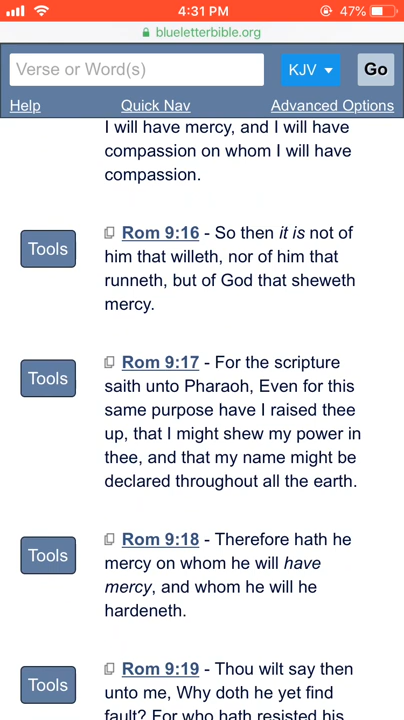 4:31 PM
47%
blueletterbible.org
Verse or Word(s)
KJV
Go
Help
Quick Nav
Advanced Options
I will have mercy, and I will have
compassion on whom I will have
compassion.
Tools
Rom 9:16 - So then it is not of
him that willeth, nor of him that
runneth, but of God that sheweth
mercy.
Tools
Rom 9:17 - For the scripture
saith unto Pharaoh, Even for this
same purpose have I raised thee
up, that I might shew my power in
thee, and that my name might be
declared throughout all the earth.
Tools
Rom 9:18 - Therefore hath he
mercy on whom he will have
mercy, and whom he will he
hardeneth.
Tools
Rom 9:19 - Thou wilt say then
unto me, Why doth he yet find
fault? For who hath resisted his